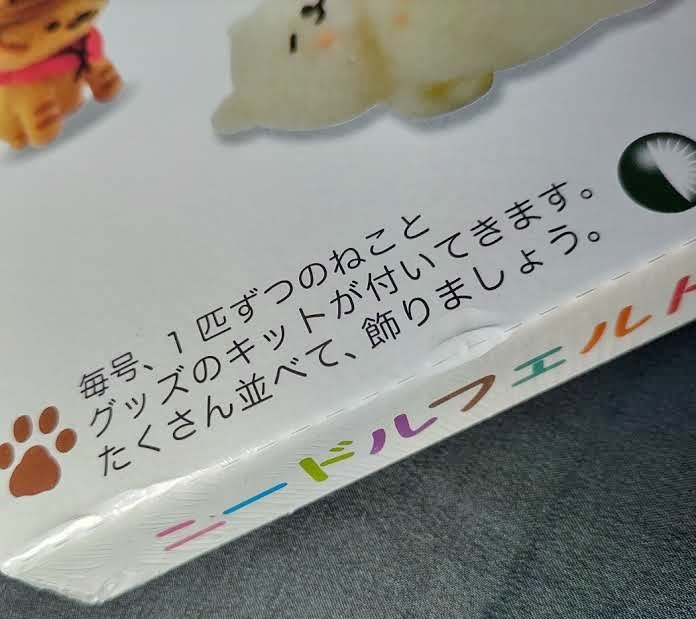 毎号、1匹ずつのねこと
グッズのキットが付いてきます。
たくさん並べて、飾りましょう。
ニードルフェルト